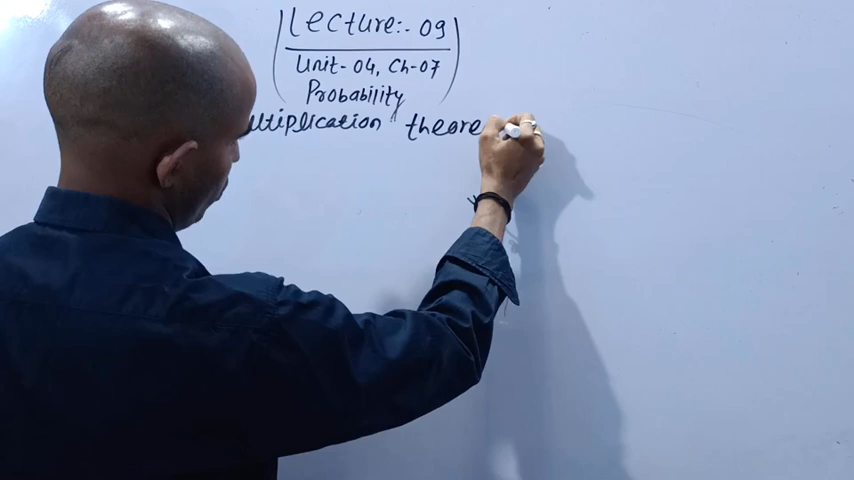 Lecture:- 09
Unit-04, Ch-07
Probability
ultiplication theore